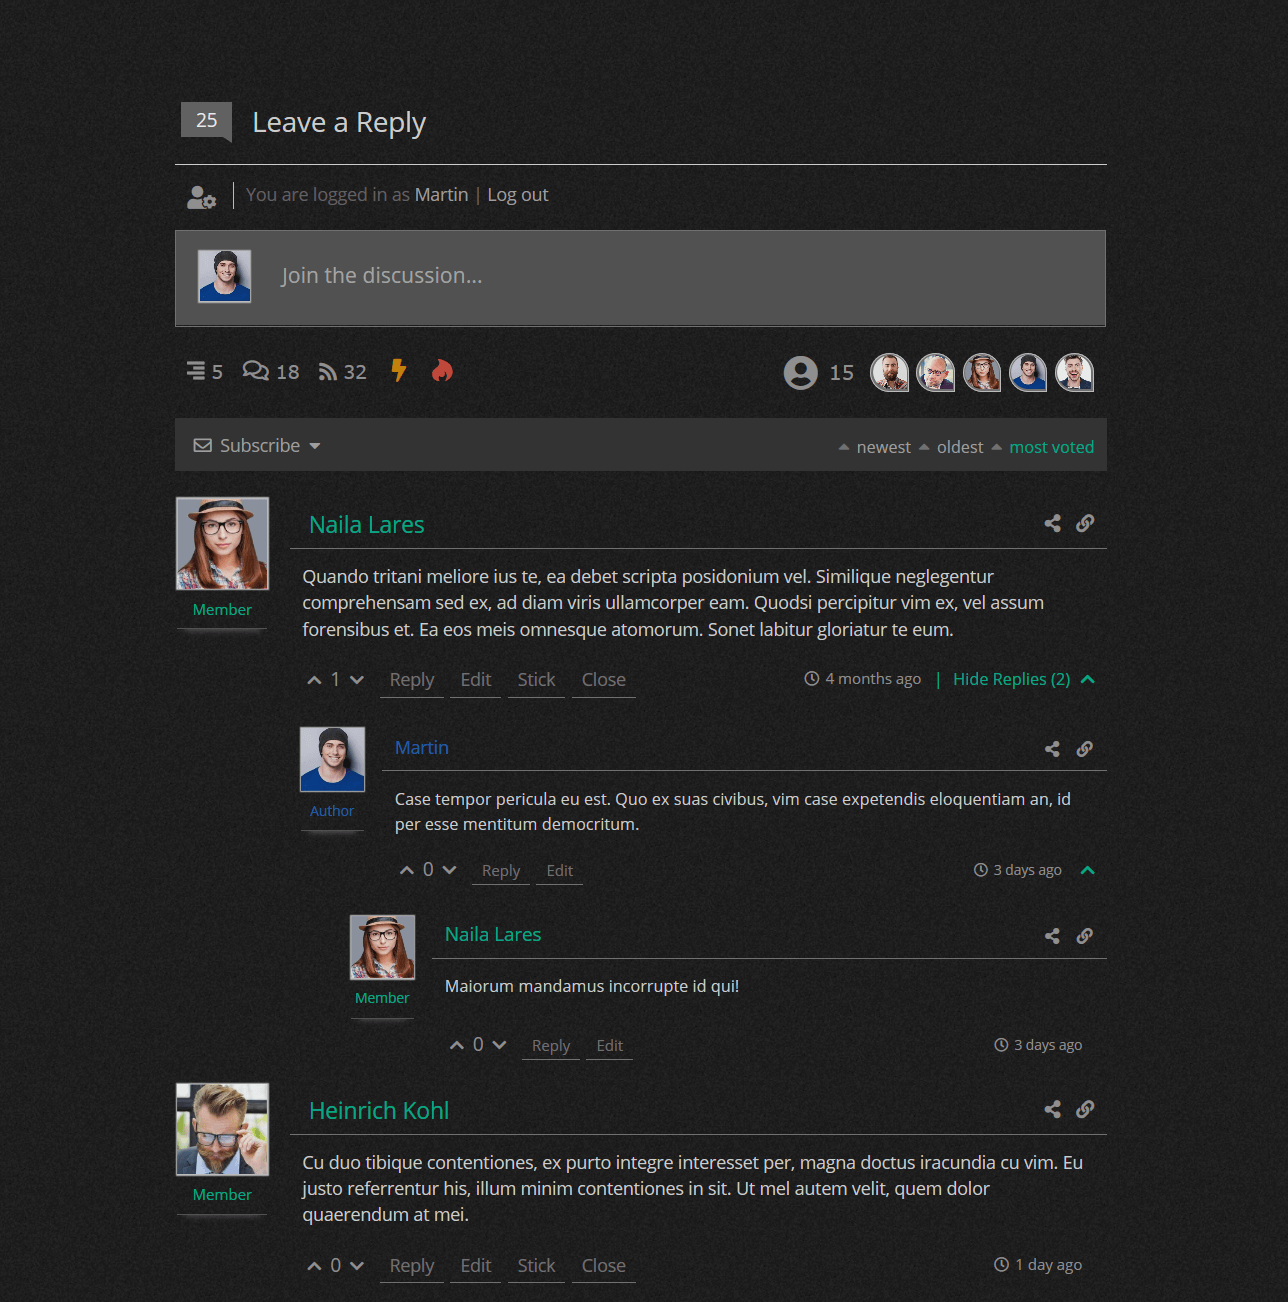 25 Leave a Reply
You are logged in as Martin | Log out
Join the discussion...
5 18 32 15
Subscribe newest oldest most voted
Naila Lares
Quando tritani meliore ius te, ea debet scripta posidonium vel. Similique neglegentur
comprehensam sed ex, ad diam viris ullamcorper eam. Quodsi percipitur vim ex, vel assum
forensibus et. Ea eos meis omnesque atomorum. Sonet labitur gloriatur te eum.
Member
1 Reply Edit Stick Close 4 months ago | Hide Replies (2)
Martin
Case tempor pericula eu est. Quo ex suas civibus, vim case expetendis eloquentiam an, id
per esse mentitum democritum.
Author
0 Reply Edit 3 days ago
Naila Lares
Maiorum mandamus incorrupte id qui!
Member
0 Reply Edit 3 days ago
Heinrich Kohl
Cu duo tibique contentiones, ex purto integre interesset per, magna doctus iracundia cu vim. Eu
justo referrentur his, illum minim contentiones in sit. Ut mel autem velit, quem dolor
quaerendum at mei.
Member
0 Reply Edit Stick Close 1 day ago